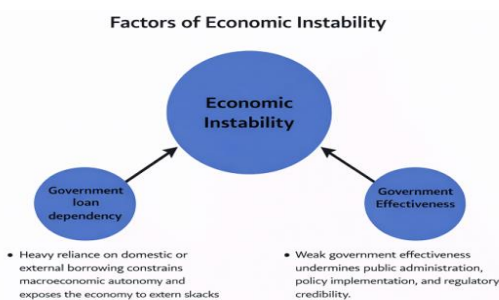 Factors of Economic Instability
Economic
Instability
Government
loan
dependency
Government
Effectiveness
• Heavy reliance on domestic or
external borrowing constrains
macroeconomic autonomy and
exposes the economy to extern skacks
• Weak government effectiveness
undermines public administration,
policy implementation, and regulatory
credibility.